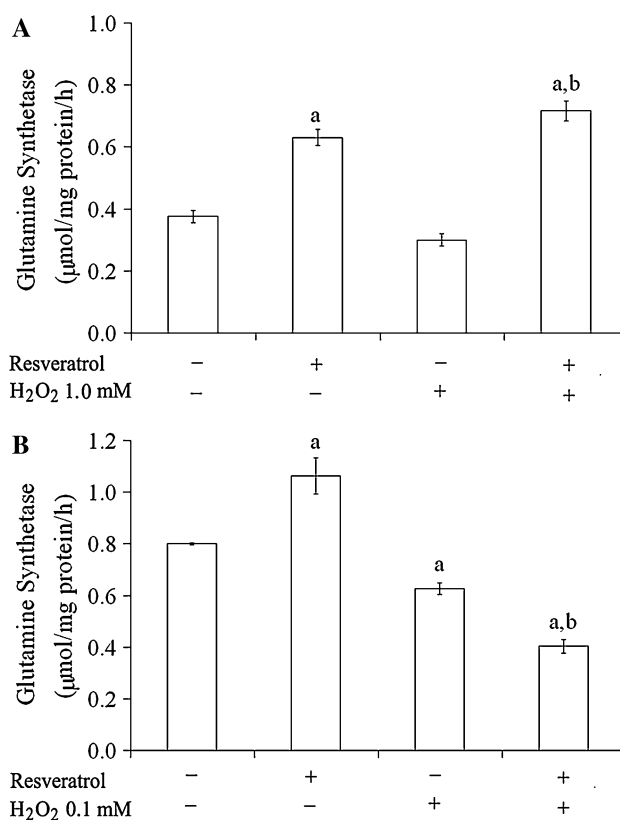 A
Glutamine Synthetase
(μmol/mg protein/h)
1.0
0.8
0.6
0.4
0.2
0.0
a
a,b
Resveratrol − + − +
H₂O₂ 1.0 mM − − + +
B
Glutamine Synthetase
(μmol/mg protein/h)
1.2
1.0
0.8
0.6
0.4
0.2
0.0
a
a
a,b
Resveratrol − + − +
H₂O₂ 0.1 mM − − + +